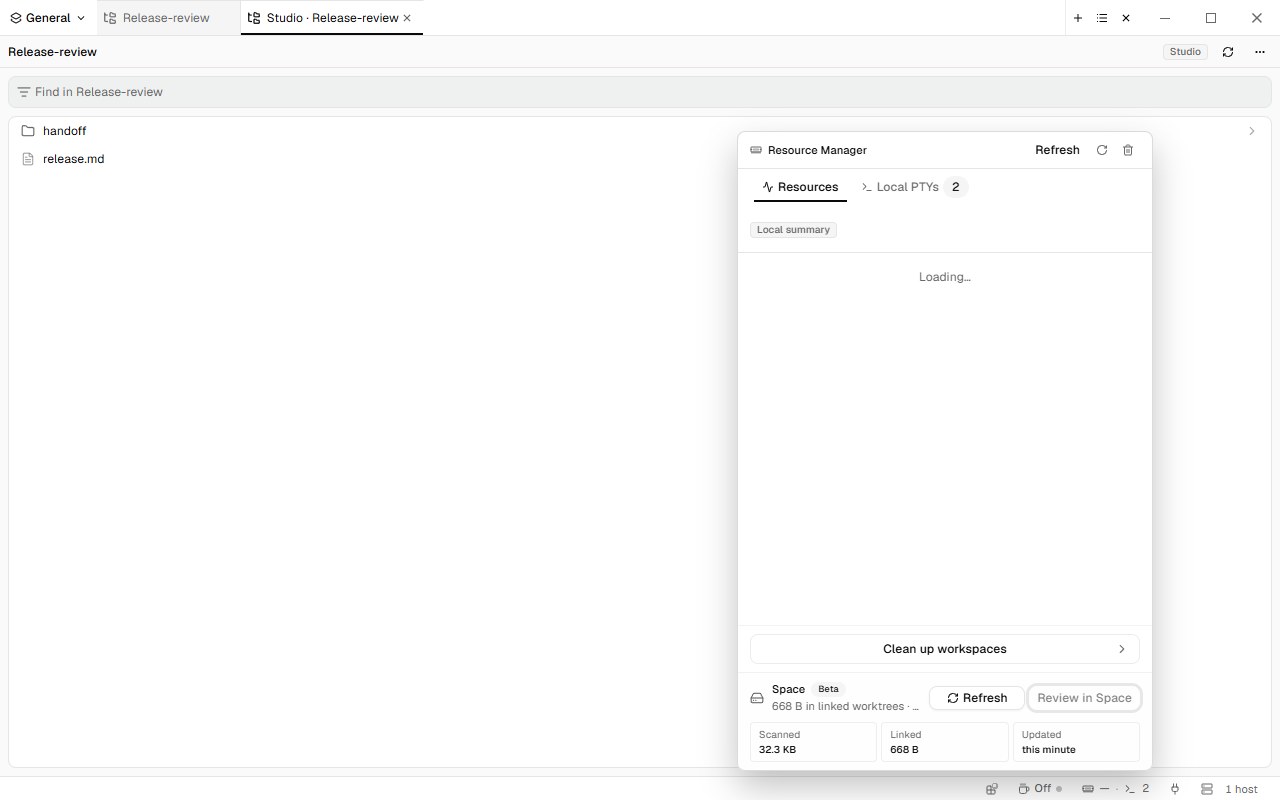 General
Release-review
Studio · Release-review
Release-review
Studio
Find in Release-review
handoff
release.md
Resource Manager
Refresh
Resources
Local PTYs 2
Local summary
Loading…
Clean up workspaces
Space Beta
668 B in linked worktrees · …
Refresh
Review in Space
Scanned
32.3 KB
Linked
668 B
Updated
this minute
Off
— · 2
1 host